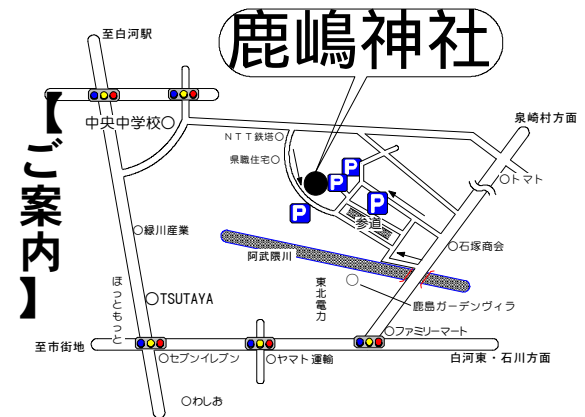 鹿嶋神社
【ご案内】
至白河駅
中央中学校
NTT鉄塔
県職住宅
泉崎村方面
トマト
P
P
P
P
参道
緑川産業
阿武隈川
石塚商会
ほっともっと
TSUTAYA
東北電力
鹿島ガーデンヴィラ
ファミリーマート
至市街地
セブンイレブン
ヤマト運輸
白河東・石川方面
わしお